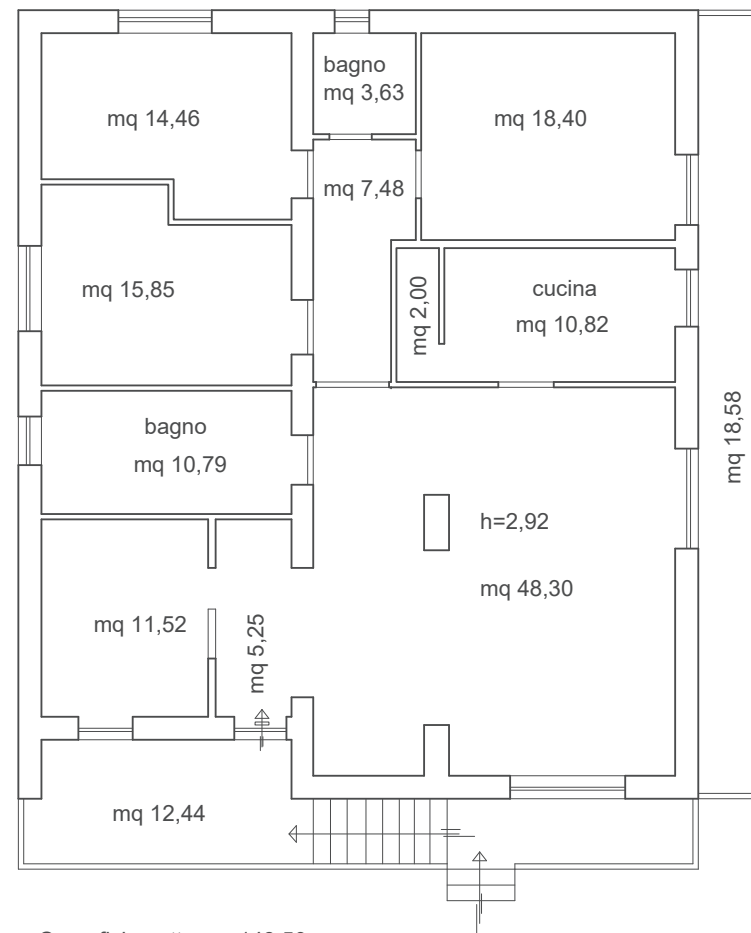 bagno
mq 3,63
mq 14,46
mq 18,40
mq 7,48
mq 15,85
mq 2,00
cucina
mq 10,82
bagno
mq 10,79
mq 18,58
h=2,92
mq 48,30
mq 11,52
mq 5,25
mq 12,44